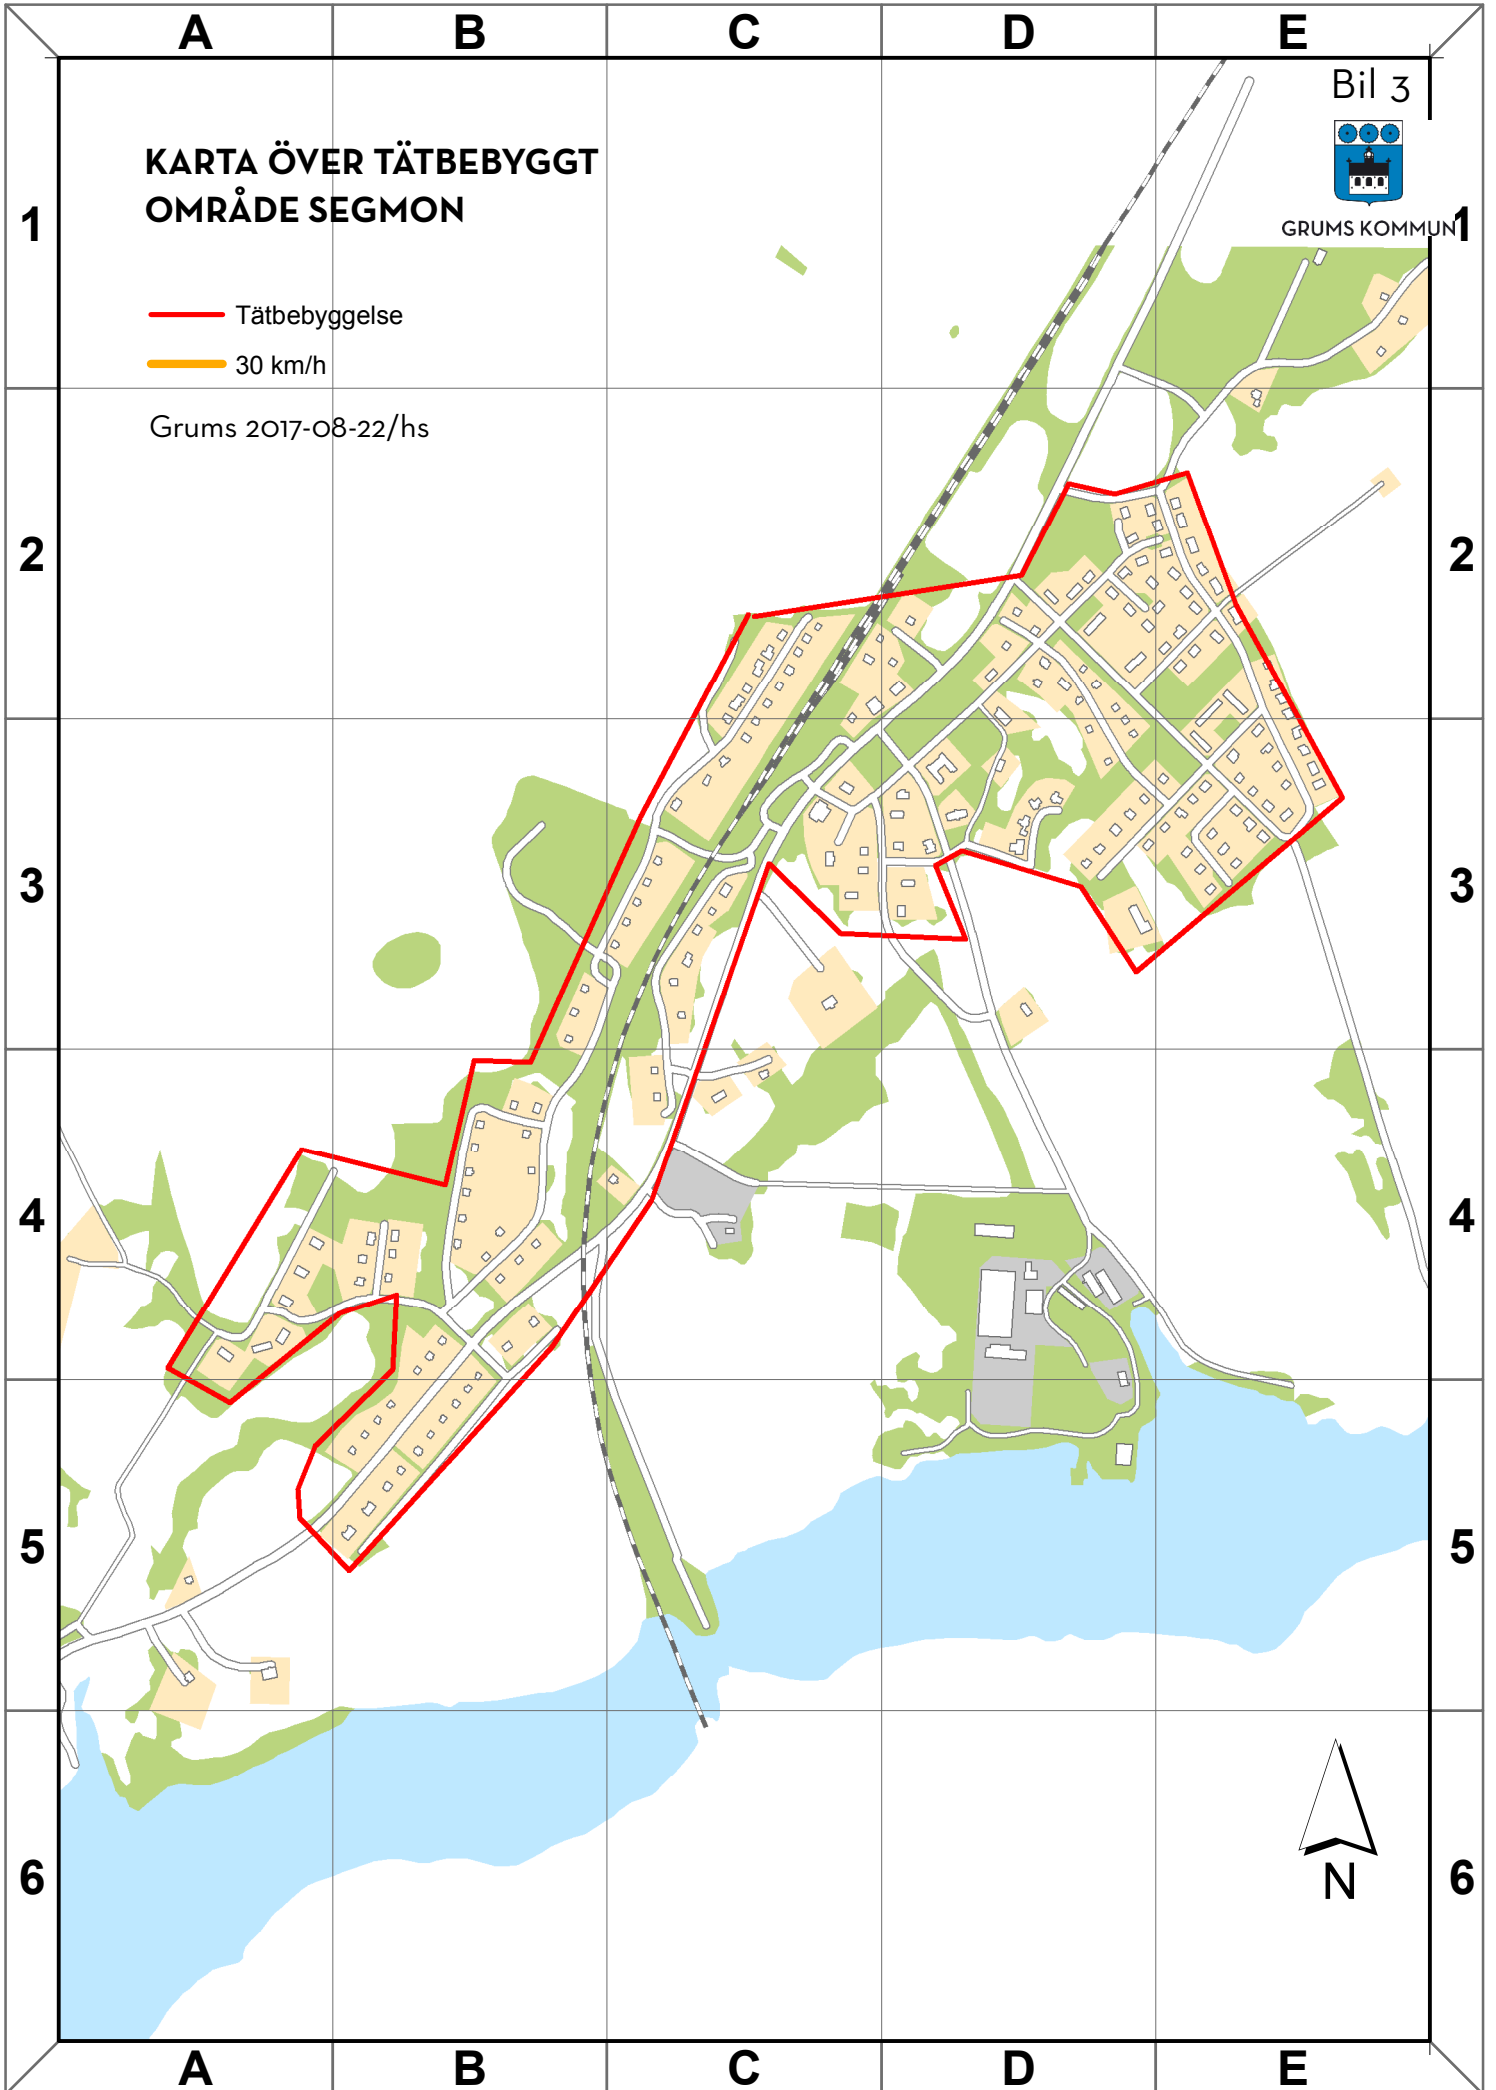 A B C D E
Bil 3
KARTA ÖVER TÄTBEBYGGT
OMRÅDE SEGMON
GRUMS KOMMUN
1 1
Tätbebyggelse
30 km/h
Grums 2017-08-22/hs
2 2
3 3
4 4
5 5
6 6
N
A B C D E